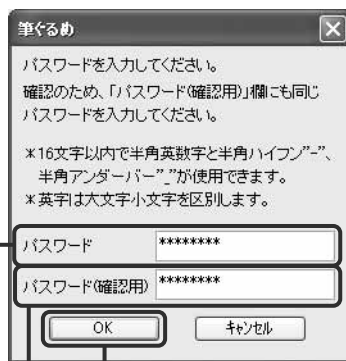 筆ぐるめ
パスワードを入力してください。
確認のため、「パスワード(確認用)」欄にも同じ
パスワードを入力してください。
*16文字以内で半角英数字と半角ハイフン"-"、
半角アンダーバー"_"が使用できます。
*英字は大文字小文字を区別します。
パスワード ********
パスワード(確認用) ********
OK キャンセル